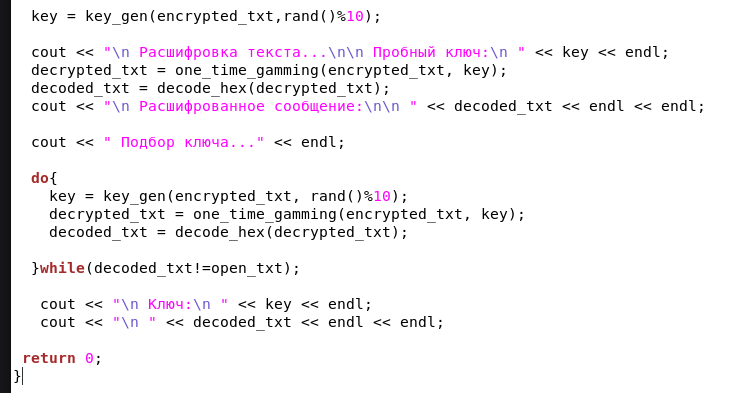 key = key_gen(encrypted_txt,rand()%10);
cout << "\n Расшифровка текста...\n\n Пробный ключ:\n " << key << endl;
decrypted_txt = one_time_gamming(encrypted_txt, key);
decoded_txt = decode_hex(decrypted_txt);
cout << "\n Расшифрованное сообщение:\n\n " << decoded_txt << endl << endl;
cout << " Подбор ключа..." << endl;
do{
key = key_gen(encrypted_txt, rand()%10);
decrypted_txt = one_time_gamming(encrypted_txt, key);
decoded_txt = decode_hex(decrypted_txt);
}while(decoded_txt!=open_txt);
cout << "\n Ключ:\n " << key << endl;
cout << "\n " << decoded_txt << endl << endl;
return 0;
}